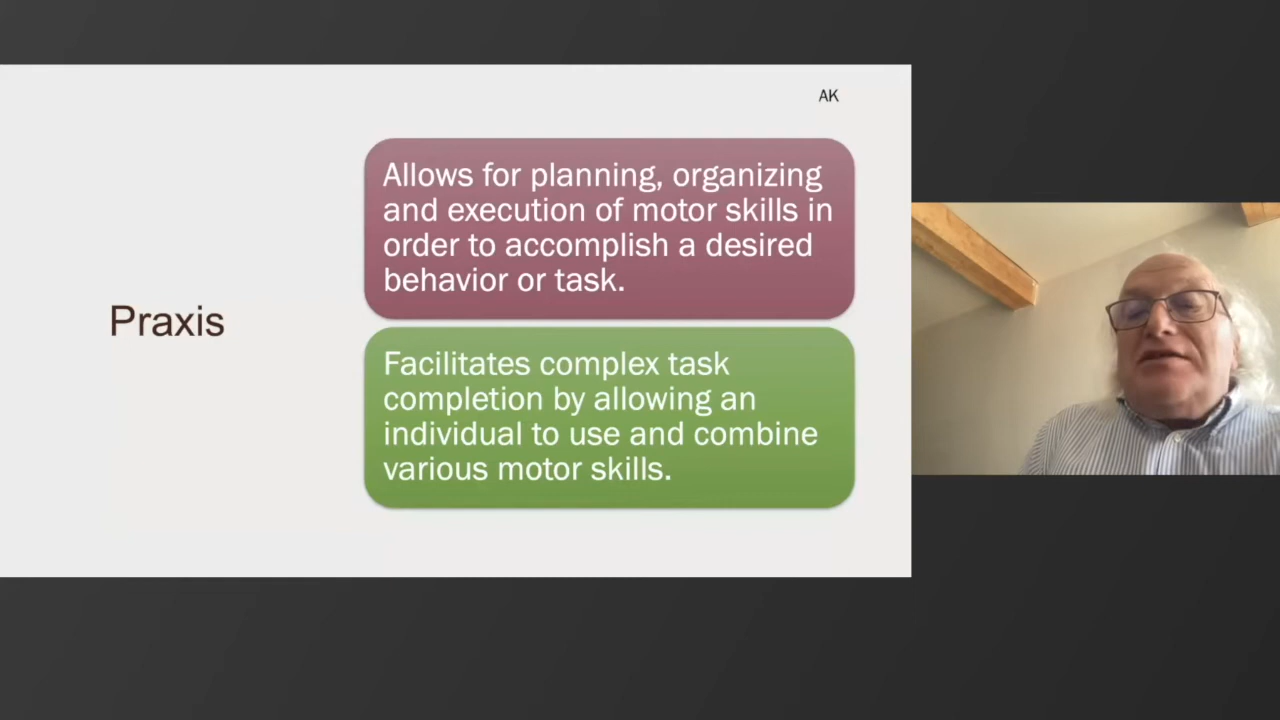 AK
Praxis
Allows for planning, organizing
and execution of motor skills in
order to accomplish a desired
behavior or task.
Facilitates complex task
completion by allowing an
individual to use and combine
various motor skills.